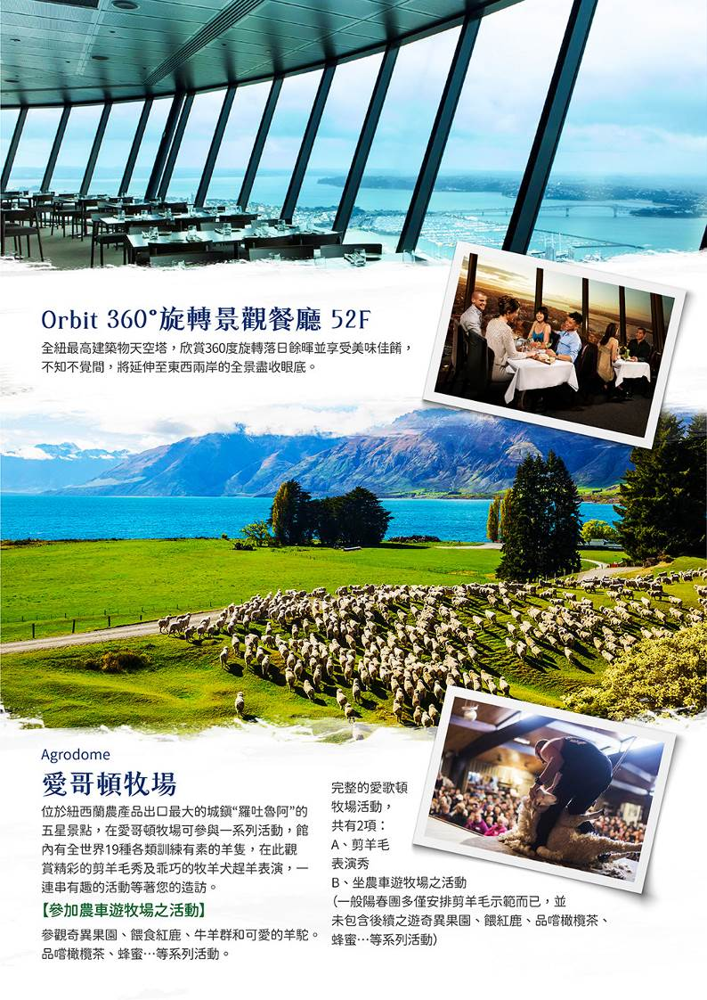 Orbit 360°旋轉景觀餐廳 52F
全紐最高建築物天空塔，欣賞360度旋轉落日餘暉並享受美味佳餚，
不知不覺間，將延伸至東西兩岸的全景盡收眼底。
Agrodome
愛哥頓牧場
位於紐西蘭農產品出口最大的城鎮“羅吐魯阿”的
五星景點，在愛哥頓牧場可參與一系列活動，館
內有全世界19種各類訓練有素的羊隻，在此觀
賞精彩的剪羊毛秀及乖巧的牧羊犬趕羊表演，一
連串有趣的活動等著您的造訪。
【參加農車遊牧場之活動】
參觀奇異果園、餵食紅鹿、牛羊群和可愛的羊駝。
品嚐橄欖茶、蜂蜜…等系列活動。
完整的愛歌頓
牧場活動，
共有2項：
A、剪羊毛
表演秀
B、坐農車遊牧場之活動
（一般陽春團多僅安排剪羊毛示範而已，並
未包含後續之遊奇異果園、餵紅鹿、品嚐橄欖茶、
蜂蜜…等系列活動）